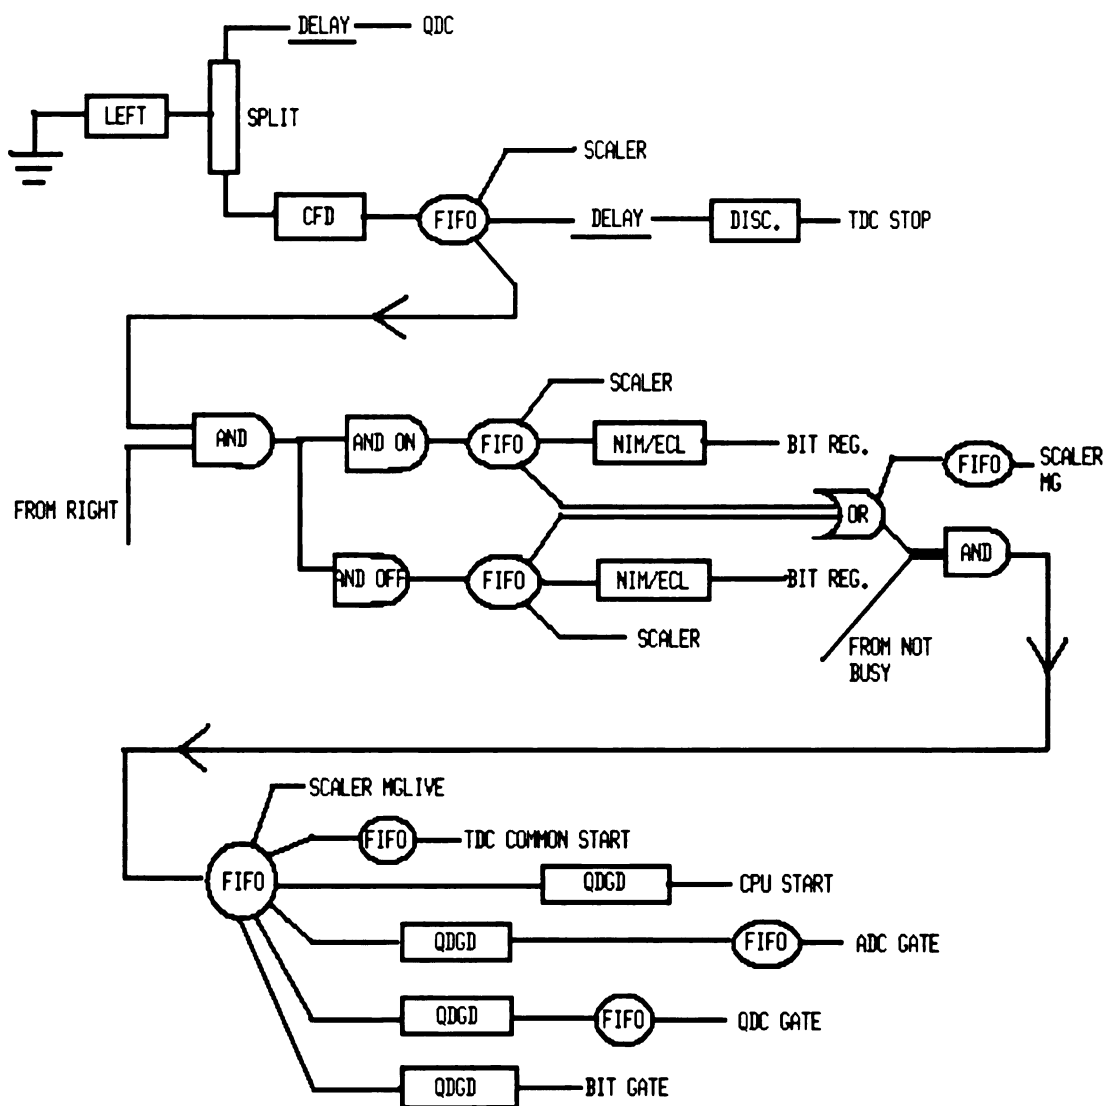 DELAY QDC
LEFT SPLIT
SCALER
CFD FIFO DELAY DISC. TDC STOP
SCALER
AND AND ON FIFO NIM/ECL BIT REG. FIFO SCALER
MG
FROM RIGHT OR
AND
AND OFF FIFO NIM/ECL BIT REG.
SCALER FROM NOT
BUSY
SCALER MGLIVE
FIFO TDC COMMON START
FIFO QDGD CPU START
QDGD FIFO ADC GATE
QDGD FIFO QDC GATE
QDGD BIT GATE